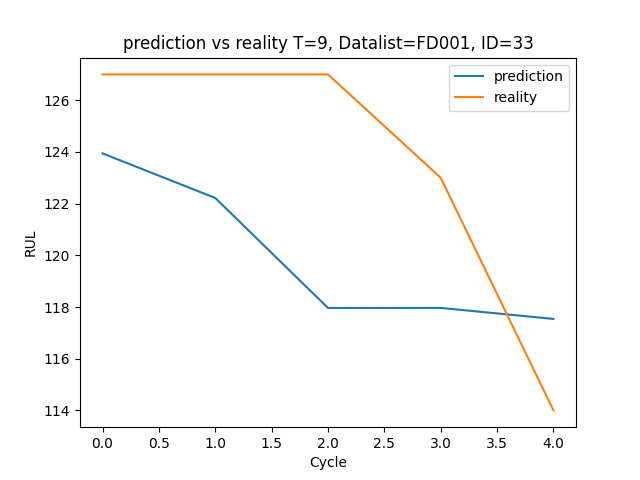 prediction vs reality T=9, Datalist=FD001, ID=33
prediction
reality
RUL
126
124
122
120
118
116
114
0.0 0.5 1.0 1.5 2.0 2.5 3.0 3.5 4.0
Cycle